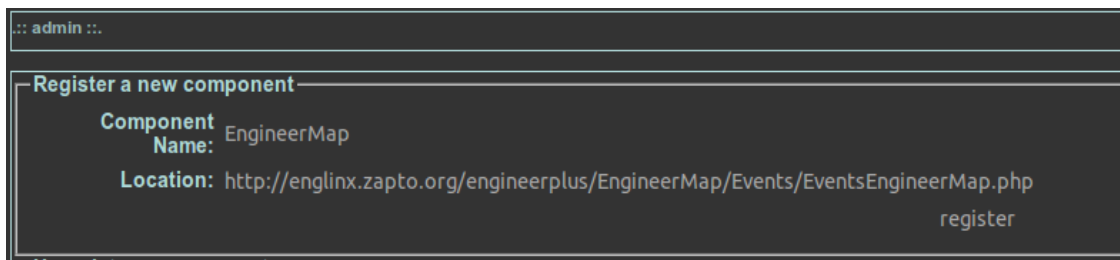 .:: admin ::.
Register a new component
Component
Name:
EngineerMap
Location: http://englinx.zapto.org/engineerplus/EngineerMap/Events/EventsEngineerMap.php
register